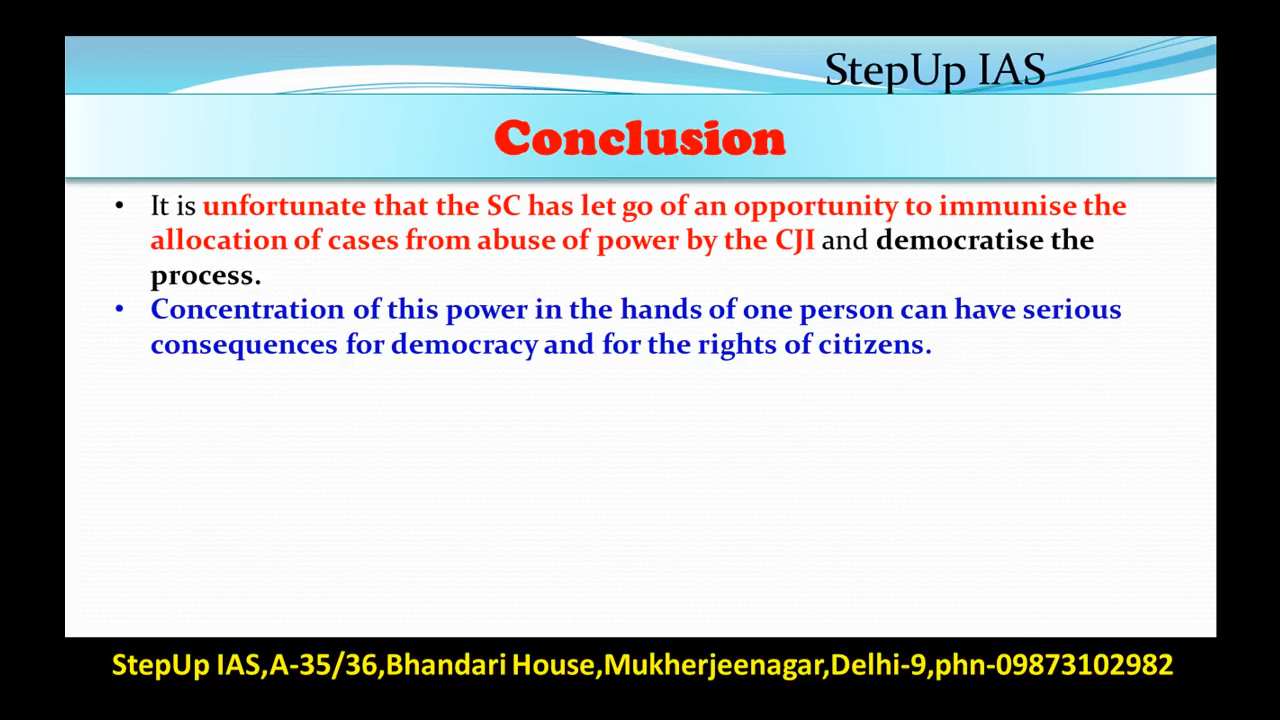 StepUp IAS
Conclusion
• It is unfortunate that the SC has let go of an opportunity to immunise the
allocation of cases from abuse of power by the CJI and democratise the
process.
• Concentration of this power in the hands of one person can have serious
consequences for democracy and for the rights of citizens.
StepUp IAS,A-35/36,Bhandari House,Mukherjeenagar,Delhi-9,phn-09873102982